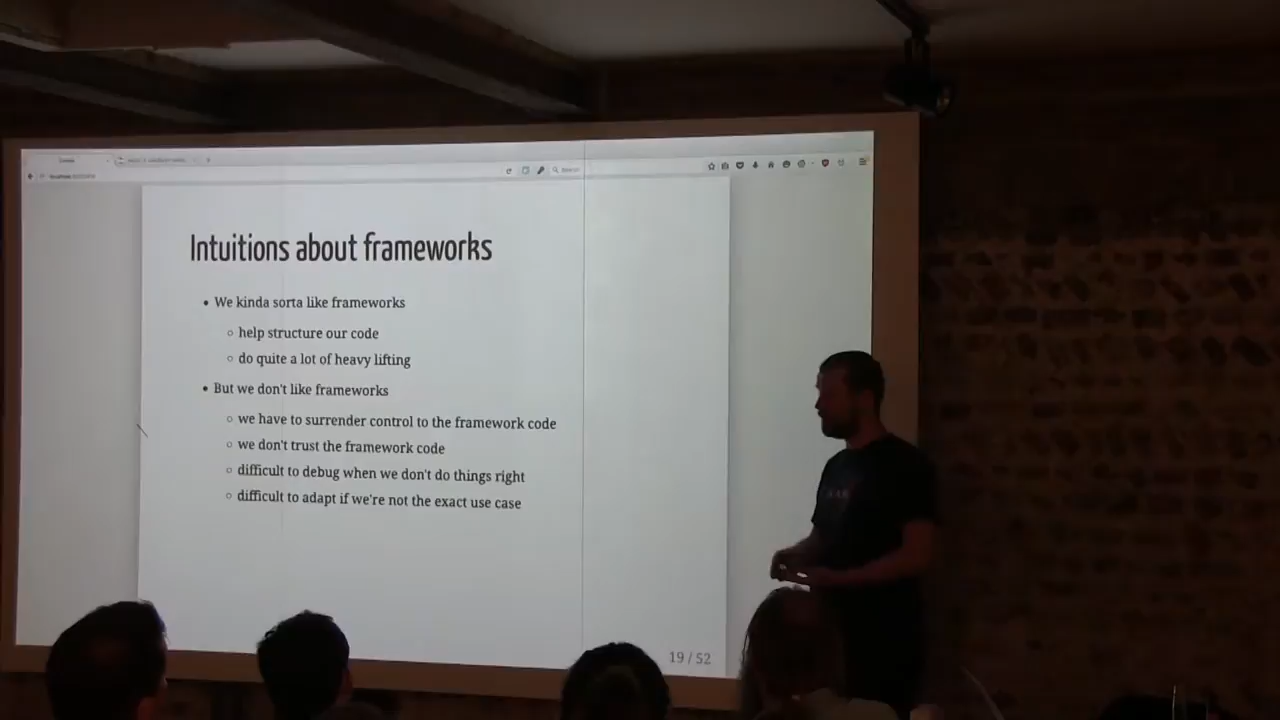 Search
Intuitions about frameworks
• We kinda sorta like frameworks
○ help structure our code
○ do quite a lot of heavy lifting
• But we don't like frameworks
○ we have to surrender control to the framework code
○ we don't trust the framework code
○ difficult to debug when we don't do things right
○ difficult to adapt if we're not the exact use case
19 / 52